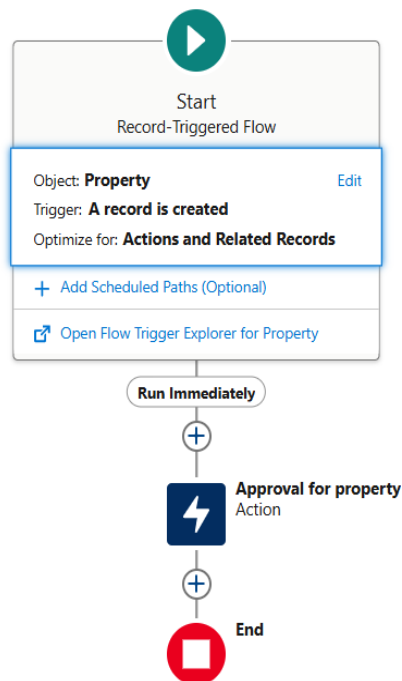 Start
Record-Triggered Flow
Object: Property Edit
Trigger: A record is created
Optimize for: Actions and Related Records
Add Scheduled Paths (Optional)
Open Flow Trigger Explorer for Property
Run Immediately
Approval for property
Action
End